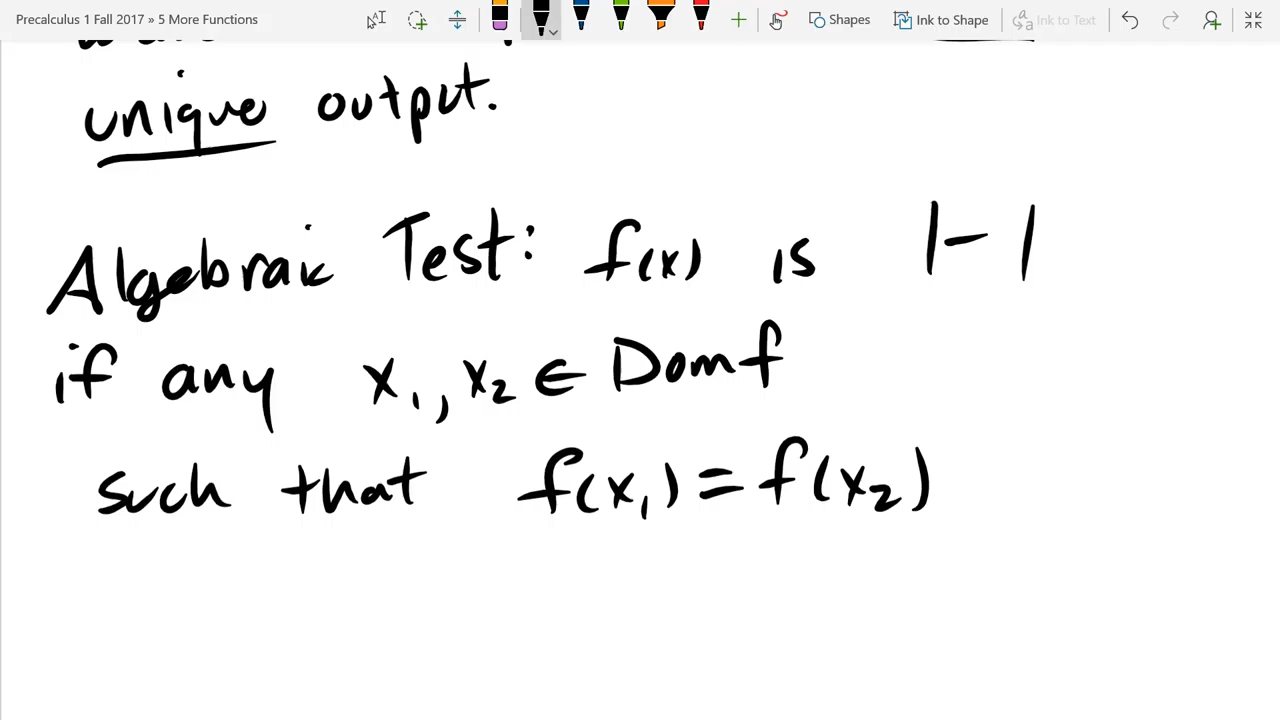 Precalculus 1 Fall 2017 » 5 More Functions
Shapes
Ink to Shape
Ink to Text
unique output.
Algebraic Test: f(x) is 1-1
if any x₁, x₂ ∈ Domf
such that f(x₁) = f(x₂)